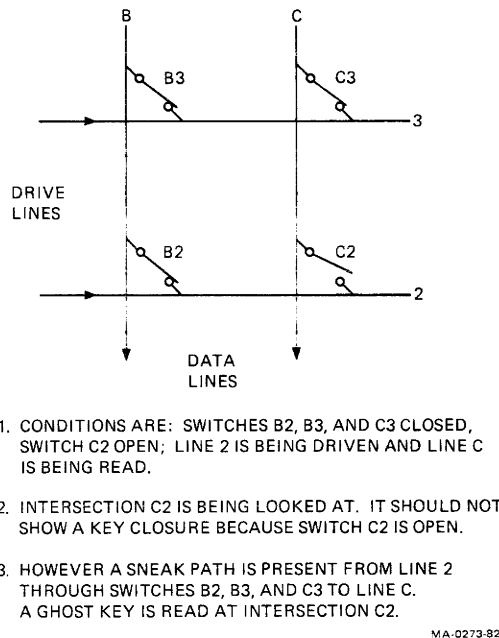 B
C
B3
C3
3
DRIVE
LINES
B2
C2
2
DATA
LINES
1. CONDITIONS ARE: SWITCHES B2, B3, AND C3 CLOSED,
SWITCH C2 OPEN; LINE 2 IS BEING DRIVEN AND LINE C
IS BEING READ.
2. INTERSECTION C2 IS BEING LOOKED AT. IT SHOULD NOT
SHOW A KEY CLOSURE BECAUSE SWITCH C2 IS OPEN.
3. HOWEVER A SNEAK PATH IS PRESENT FROM LINE 2
THROUGH SWITCHES B2, B3, AND C3 TO LINE C.
A GHOST KEY IS READ AT INTERSECTION C2.
MA-0273-82